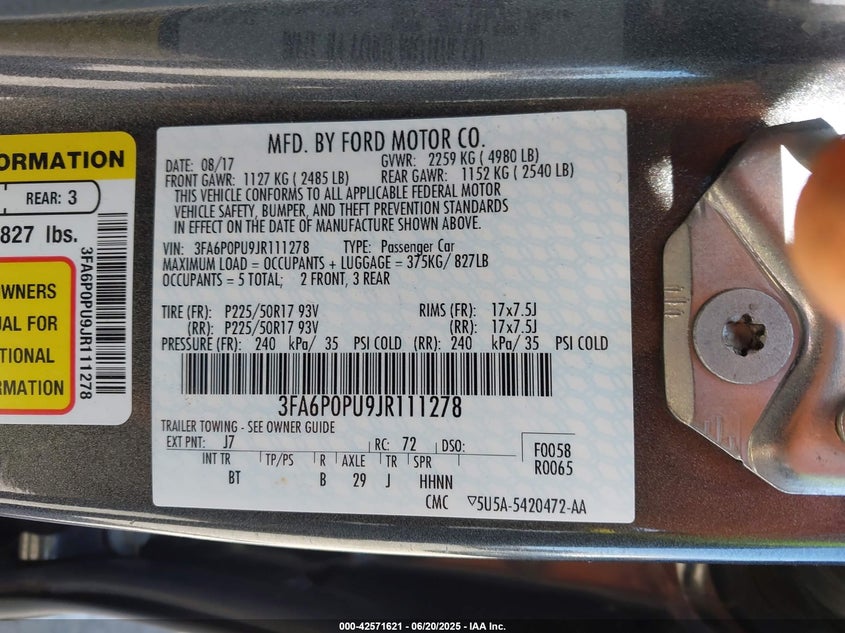 MFD. BY FORD MOTOR CO.
DATE: 08/17 GVWR: 2259 KG ( 4980 LB)
FRONT GAWR: 1127 KG ( 2485 LB) REAR GAWR: 1152 KG ( 2540 LB)
THIS VEHICLE CONFORMS TO ALL APPLICABLE FEDERAL MOTOR
VEHICLE SAFETY, BUMPER, AND THEFT PREVENTION STANDARDS
IN EFFECT ON THE DATE OF MANUFACTURE SHOWN ABOVE.
VIN: 3FA6P0PU9JR111278 TYPE: Passenger Car
MAXIMUM LOAD = OCCUPANTS + LUGGAGE = 375KG/ 827LB
OCCUPANTS = 5 TOTAL; 2 FRONT, 3 REAR
TIRE (FR): P225/50R17 93V RIMS (FR): 17x7.5J
(RR): P225/50R17 93V (RR): 17x7.5J
PRESSURE (FR): 240 kPa/ 35 PSI COLD (RR): 240 kPa/ 35 PSI COLD
3FA6P0PU9JR111278
TRAILER TOWING - SEE OWNER GUIDE
EXT PNT: J7 RC: 72 DSO:
F0058
R0065
INT TR TP/PS R AXLE TR SPR
BT B 29 J HHNN
CMC ▽5U5A-5420472-AA
ORMATION
REAR: 3
827 lbs.
3FA6P0PU9JR111278
WNERS
UAL FOR
TIONAL
RMATION
000-42571621 | 06/20/2025 - IAA Inc.